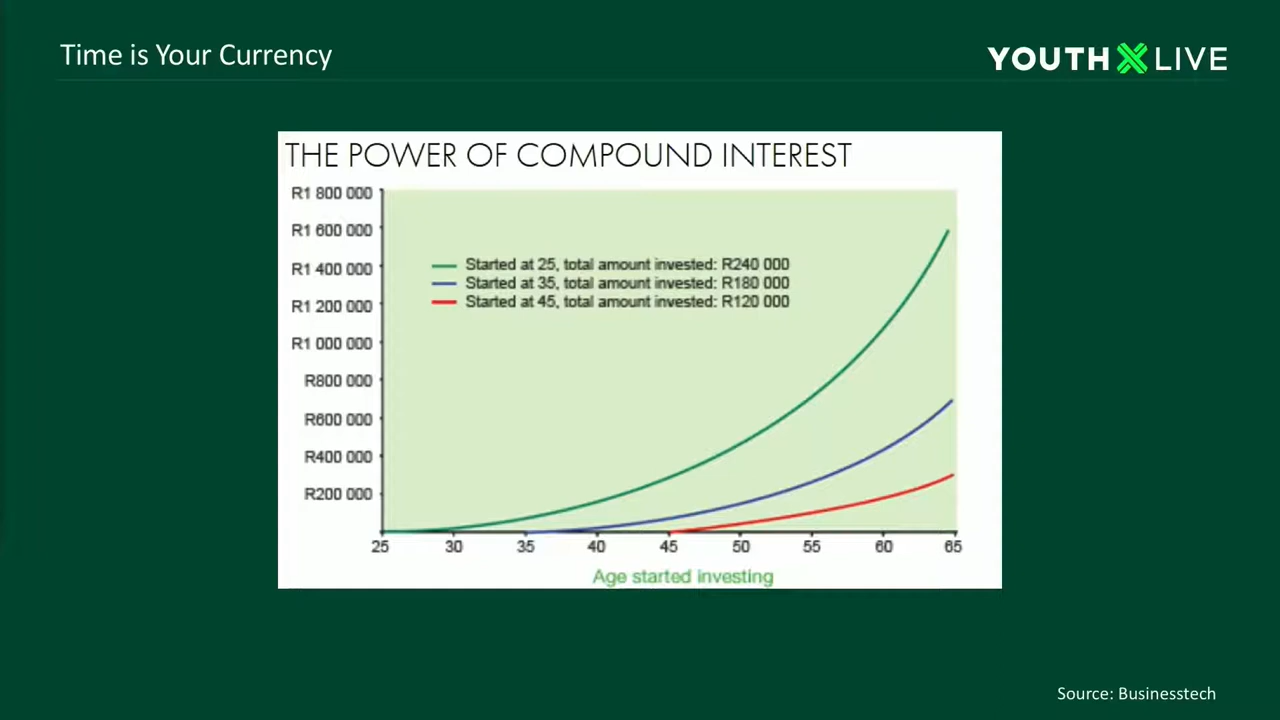 Time is Your Currency
YOUTH X LIVE
THE POWER OF COMPOUND INTEREST
R1 800 000
R1 600 000
R1 400 000
R1 200 000
R1 000 000
R800 000
R600 000
R400 000
R200 000
Started at 25, total amount invested: R240 000
Started at 35, total amount invested: R180 000
Started at 45, total amount invested: R120 000
25 30 35 40 45 50 55 60 65
Age started investing
Source: Businesstech